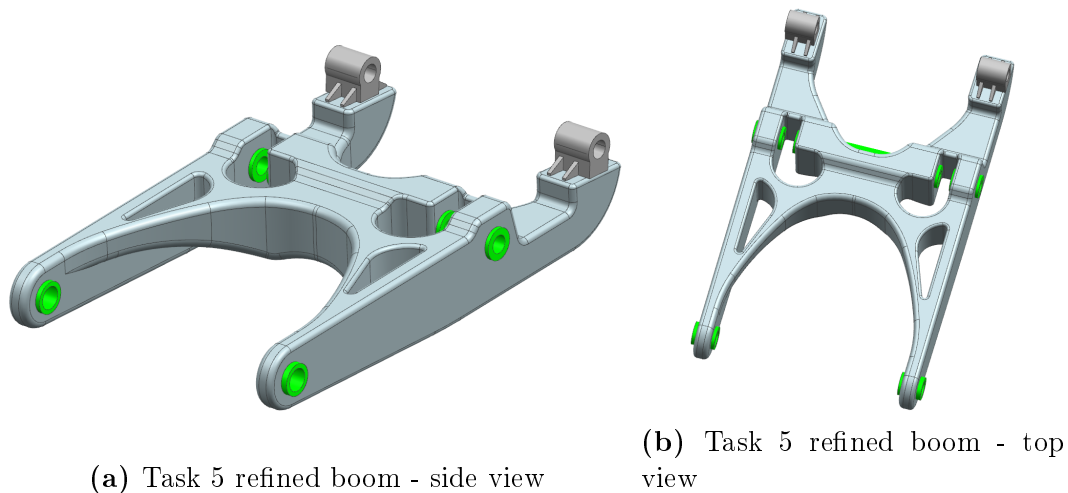 (a) Task 5 refined boom - side view
(b) Task 5 refined boom - top
view